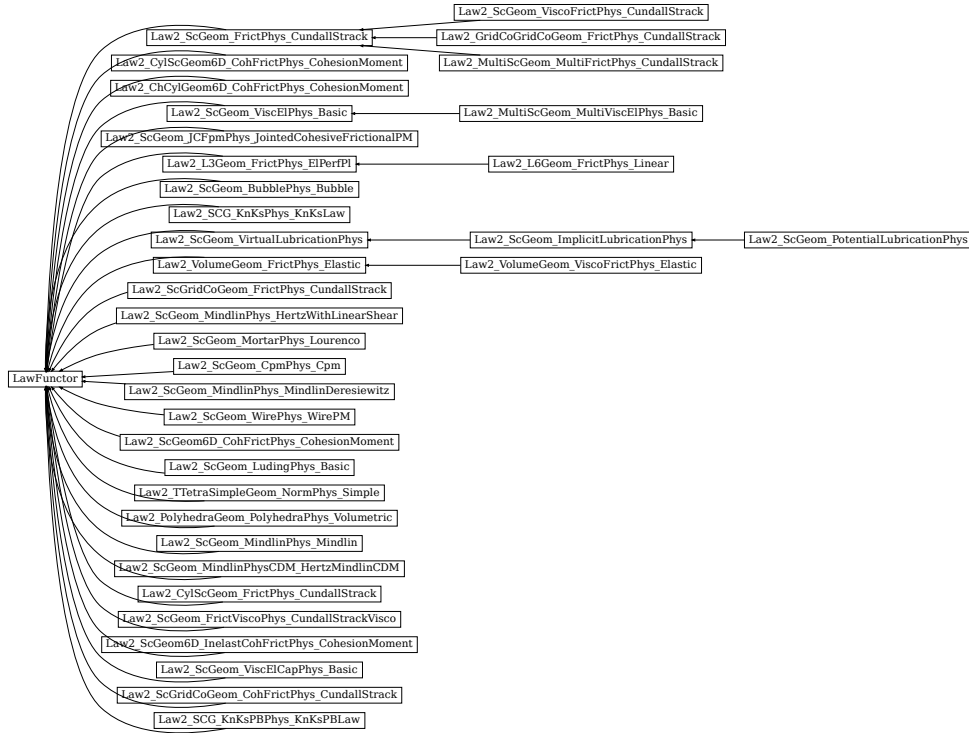 Law2_ScGeom_ViscoFrictPhys_CundallStrack
Law2_ScGeom_FrictPhys_CundallStrack
Law2_GridCoGridCoGeom_FrictPhys_CundallStrack
Law2_CylScGeom6D_CohFrictPhys_CohesionMoment
Law2_MultiScGeom_MultiFrictPhys_CundallStrack
Law2_ChCylGeom6D_CohFrictPhys_CohesionMoment
Law2_ScGeom_ViscElPhys_Basic
Law2_MultiScGeom_MultiViscElPhys_Basic
Law2_ScGeom_JCFpmPhys_JointedCohesiveFrictionalPM
Law2_L3Geom_FrictPhys_ElPerfPl
Law2_L6Geom_FrictPhys_Linear
Law2_ScGeom_BubblePhys_Bubble
Law2_SCG_KnKsPhys_KnKsLaw
Law2_ScGeom_VirtualLubricationPhys
Law2_ScGeom_ImplicitLubricationPhys
Law2_ScGeom_PotentialLubricationPhys
Law2_VolumeGeom_FrictPhys_Elastic
Law2_VolumeGeom_ViscoFrictPhys_Elastic
Law2_ScGridCoGeom_FrictPhys_CundallStrack
Law2_ScGeom_MindlinPhys_HertzWithLinearShear
Law2_ScGeom_MortarPhys_Lourenco
Law2_ScGeom_CpmPhys_Cpm
LawFunctor
Law2_ScGeom_MindlinPhys_MindlinDeresiewitz
Law2_ScGeom_WirePhys_WirePM
Law2_ScGeom6D_CohFrictPhys_CohesionMoment
Law2_ScGeom_LudingPhys_Basic
Law2_TTetraSimpleGeom_NormPhys_Simple
Law2_PolyhedraGeom_PolyhedraPhys_Volumetric
Law2_ScGeom_MindlinPhys_Mindlin
Law2_ScGeom_MindlinPhysCDM_HertzMindlinCDM
Law2_CylScGeom_FrictPhys_CundallStrack
Law2_ScGeom_FrictViscoPhys_CundallStrackVisco
Law2_ScGeom6D_InelastCohFrictPhys_CohesionMoment
Law2_ScGeom_ViscElCapPhys_Basic
Law2_ScGridCoGeom_CohFrictPhys_CundallStrack
Law2_SCG_KnKsPBPhys_KnKsPBLaw